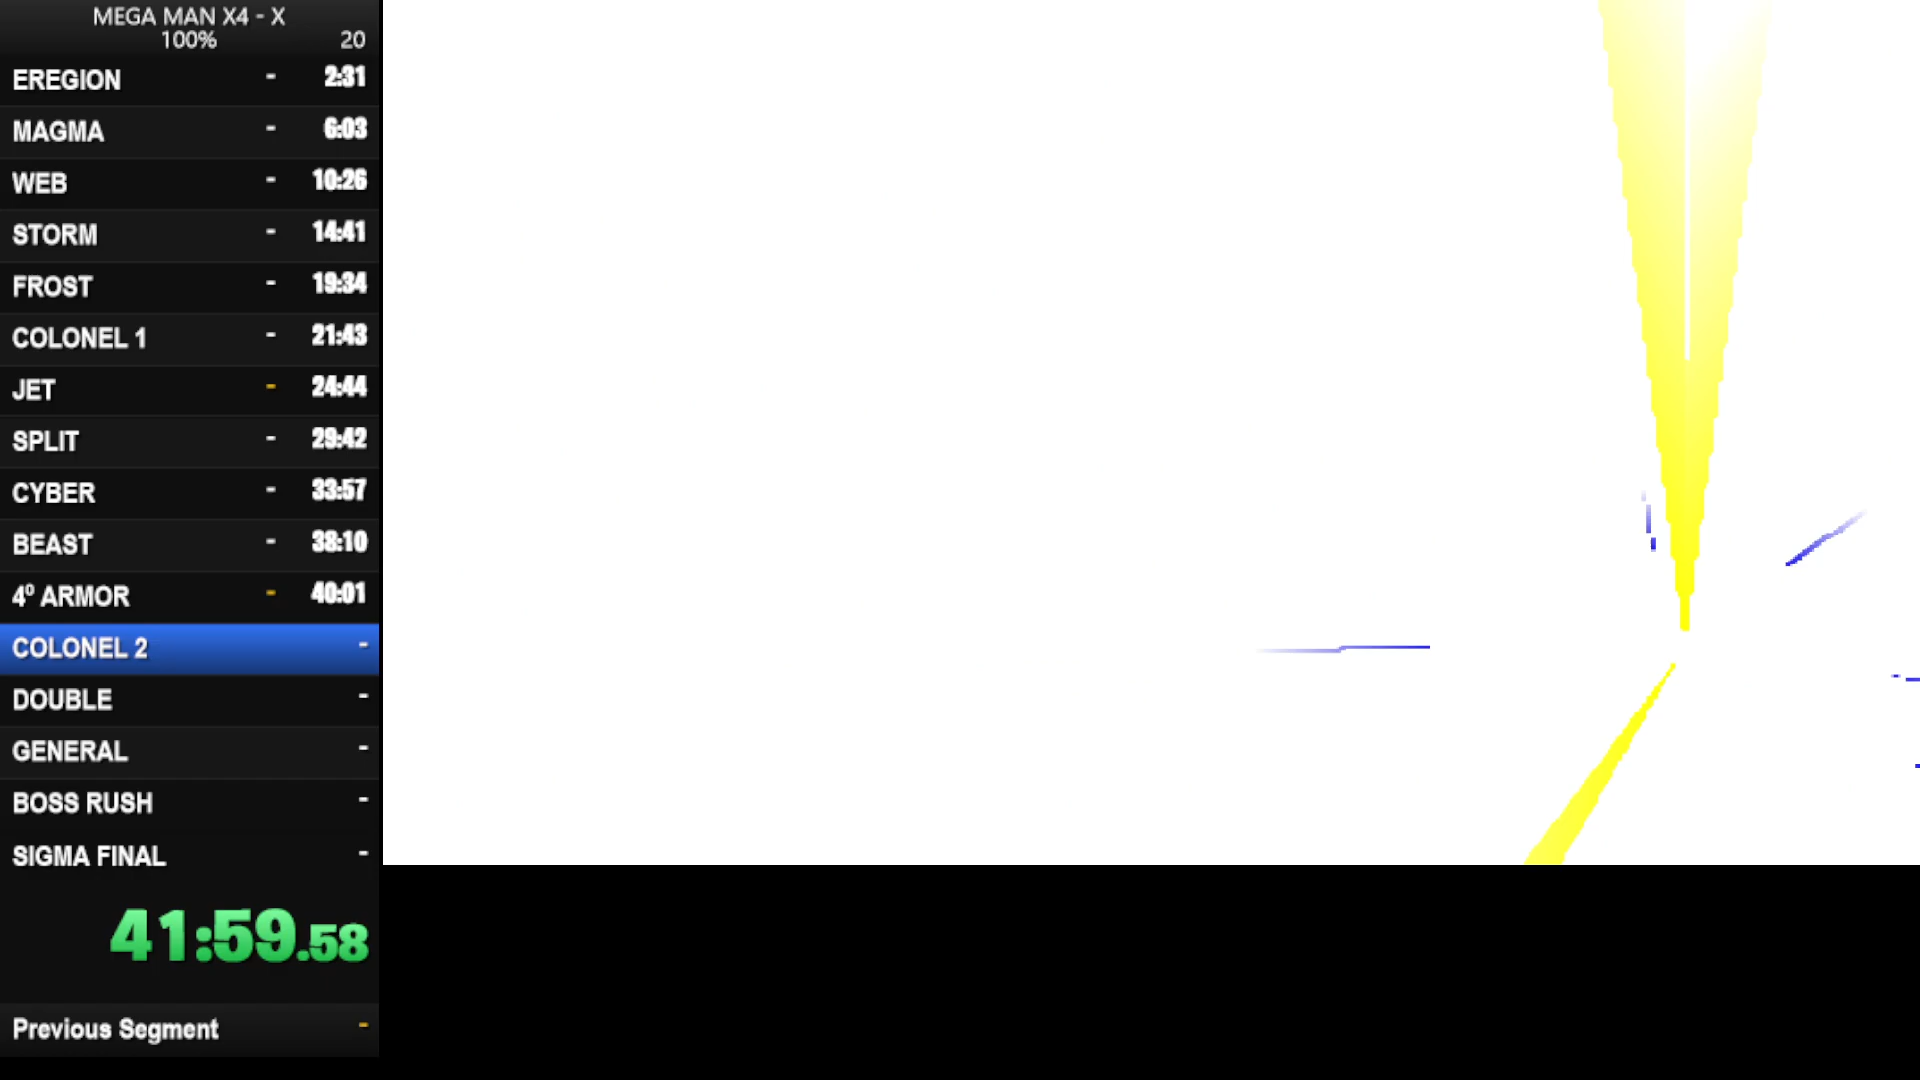 MEGA MAN X4 - X
100% 20
EREGION - 2:31
MAGMA - 6:03
WEB - 10:26
STORM - 14:41
FROST - 19:34
COLONEL 1 - 21:43
JET - 24:44
SPLIT - 29:42
CYBER - 33:57
BEAST - 38:10
4º ARMOR - 40:01
COLONEL 2 -
DOUBLE -
GENERAL -
BOSS RUSH -
SIGMA FINAL -
41:59.58
Previous Segment -